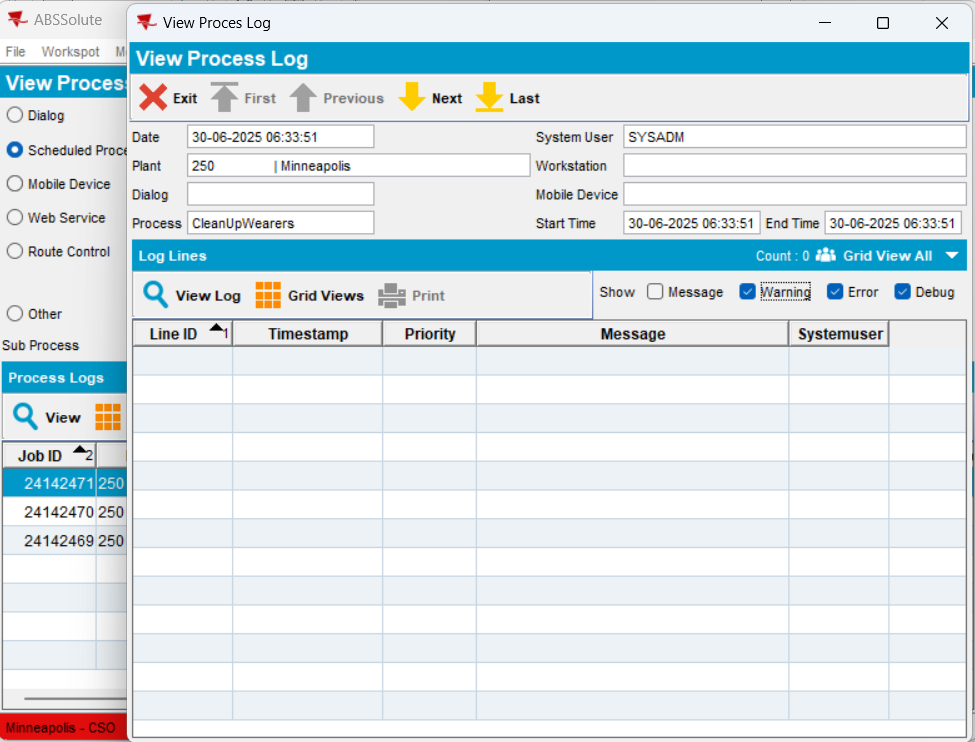 ABSSolute
View Proces Log
File Workspot
View Process Log
Exit First Previous Next Last
Dialog
Scheduled Proce
Mobile Device
Web Service
Route Control
Other
Sub Process
Process Logs
View
Job ID 2
24142471 250
24142470 250
24142469 250
Minneapolis - CSO
Date 30-06-2025 06:33:51 System User SYSADM
Plant 250 | Minneapolis Workstation
Dialog Mobile Device
Process CleanUpWearers Start Time 30-06-2025 06:33:51 End Time 30-06-2025 06:33:51
Log Lines Count : 0 Grid View All
View Log Grid Views Print Show Message Warning Error Debug
Line ID 1 Timestamp Priority Message Systemuser